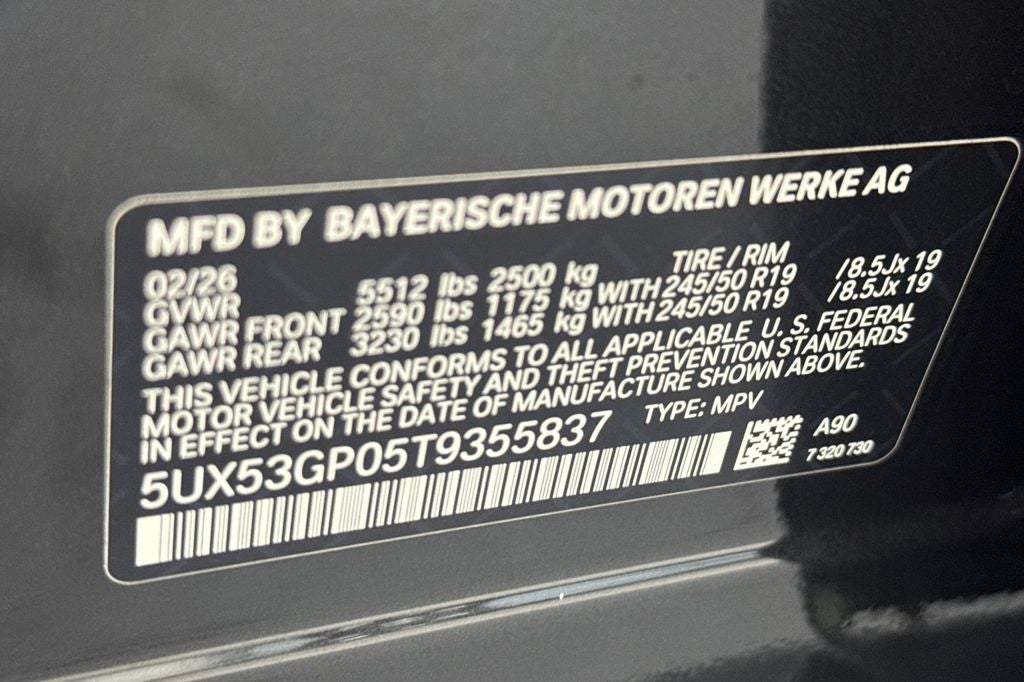 MFD BY BAYERISCHE MOTOREN WERKE AG
02/26 TIRE / RIM
GVWR 5512 lbs 2500 kg
GAWR FRONT 2590 lbs 1175 kg WITH 245/50 R19 /8.5Jx 19
GAWR REAR 3230 lbs 1465 kg WITH 245/50 R19 /8.5Jx 19
THIS VEHICLE CONFORMS TO ALL APPLICABLE U. S. FEDERAL
MOTOR VEHICLE SAFETY AND THEFT PREVENTION STANDARDS
IN EFFECT ON THE DATE OF MANUFACTURE SHOWN ABOVE.
5UX53GP05T9355837 TYPE: MPV
A90
7 320 730